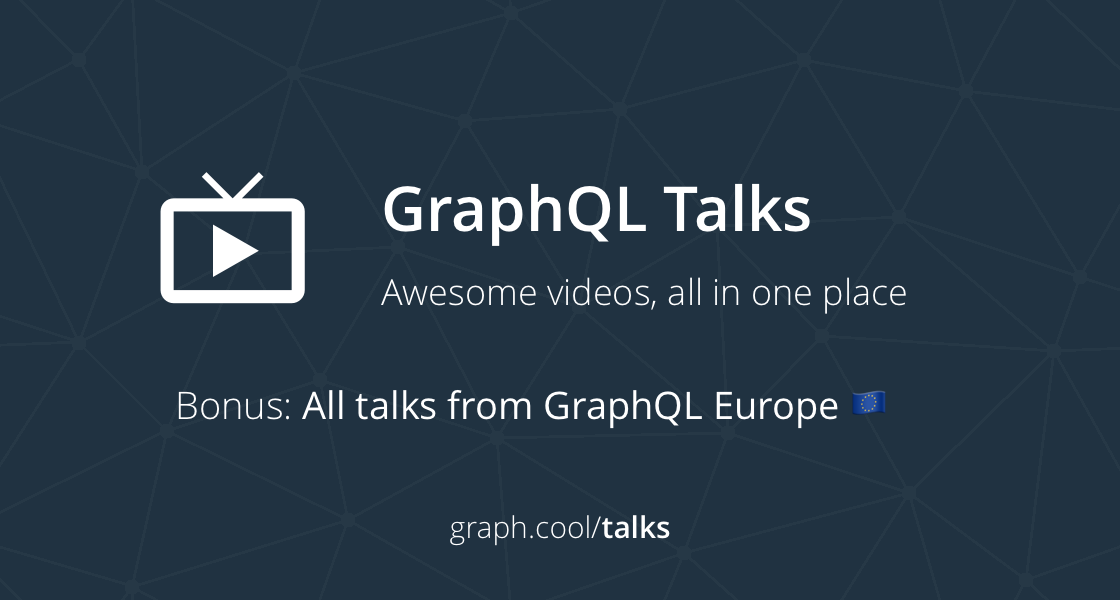 GraphQL Talks
Awesome videos, all in one place
Bonus: All talks from GraphQL Europe 🇪🇺
graph.cool/talks